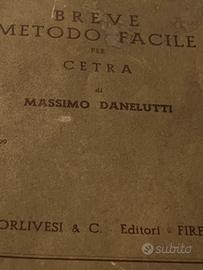 BREVE
METODO FACILE
PER
CETRA
di
MASSIMO DANELUTTI
ORLIVESI & C. Editori - FIRE
subito